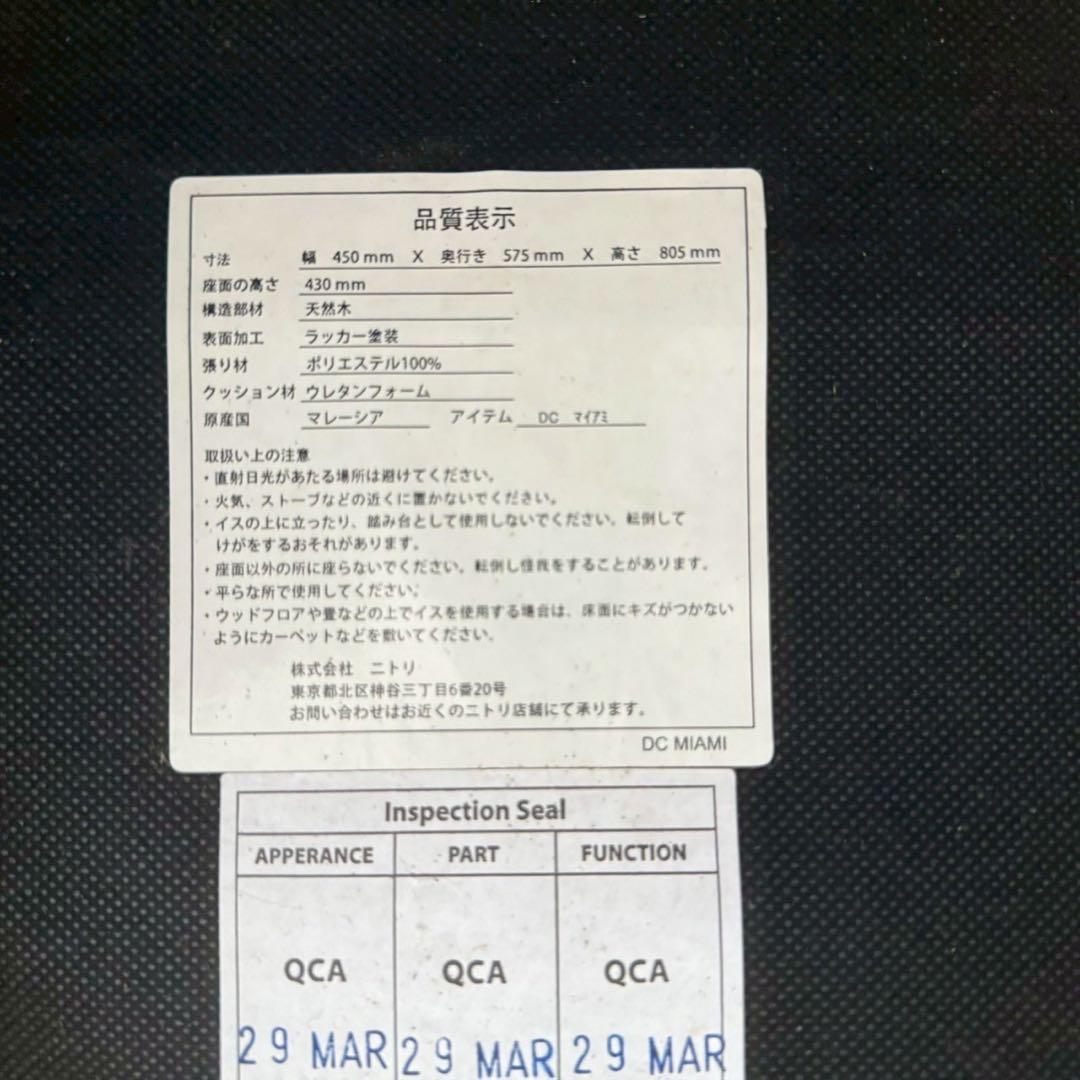 品質表示
寸法 幅 450 mm X 奥行き 575 mm X 高さ 805 mm
座面の高さ 430 mm
構造部材 天然木
表面加工 ラッカー塗装
張り材 ポリエステル100%
クッション材 ウレタンフォーム
原産国 マレーシア アイテム DC マイアミ
取扱い上の注意
・直射日光があたる場所は避けてください。
・火気、ストーブなどの近くに置かないでください。
・イスの上に立ったり、踏み台として使用しないでください。転倒して
けがをするおそれがあります。
・座面以外の所に座らないでください。転倒し怪我をすることがあります。
・平らな所で使用してください。
・ウッドフロアや畳などの上でイスを使用する場合は、床面にキズがつかない
ようにカーペットなどを敷いてください。
株式会社 ニトリ
東京都北区神谷三丁目6番20号
お問い合わせはお近くのニトリ店舗にて承ります。
DC MIAMI
Inspection Seal
APPERANCE PART FUNCTION
QCA QCA QCA
29 MAR 29 MAR 29 MAR